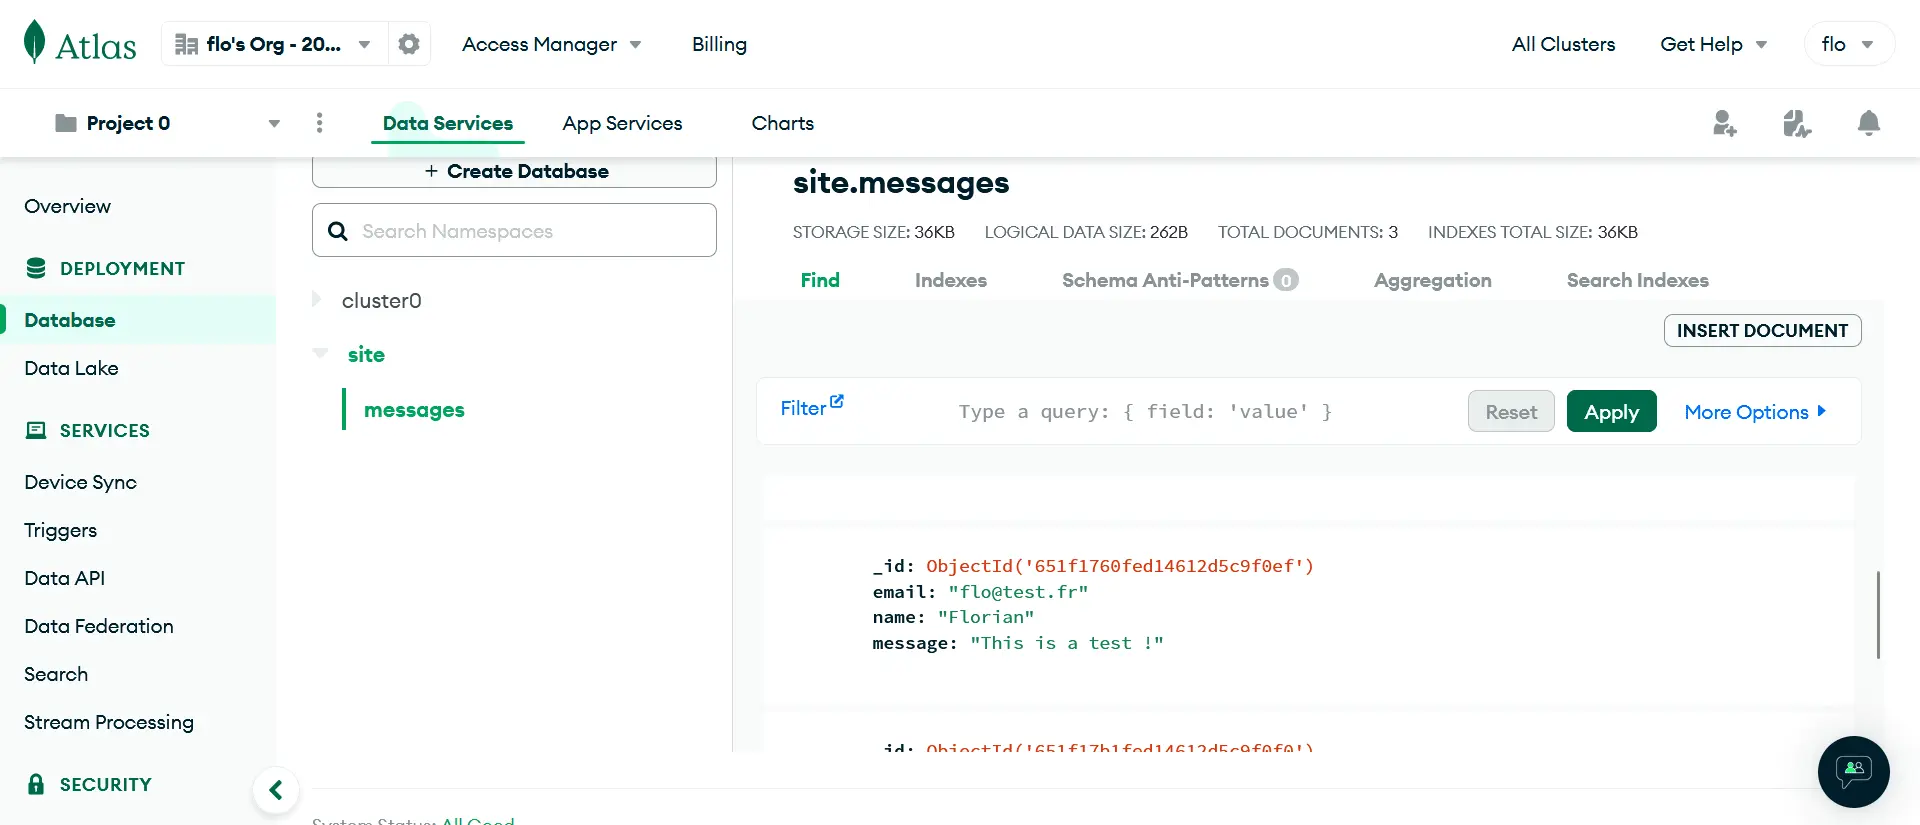 Atlas
flo's Org - 20...
Access Manager
Billing
All Clusters
Get Help
flo
Project 0
Data Services
App Services
Charts
Overview
DEPLOYMENT
Database
Data Lake
SERVICES
Device Sync
Triggers
Data API
Data Federation
Search
Stream Processing
SECURITY
+ Create Database
Search Namespaces
cluster0
site
messages
site.messages
STORAGE SIZE: 36KB LOGICAL DATA SIZE: 262B TOTAL DOCUMENTS: 3 INDEXES TOTAL SIZE: 36KB
Find Indexes Schema Anti-Patterns 0 Aggregation Search Indexes
INSERT DOCUMENT
Filter
Type a query: { field: 'value' }
Reset
Apply
More Options
_id: ObjectId('651f1760fed14612d5c9f0ef')
email: "flo@test.fr"
name: "Florian"
message: "This is a test !"
_id: ObjectId('651f17b1fed14612d5c9f0f0')
System Status: All Good